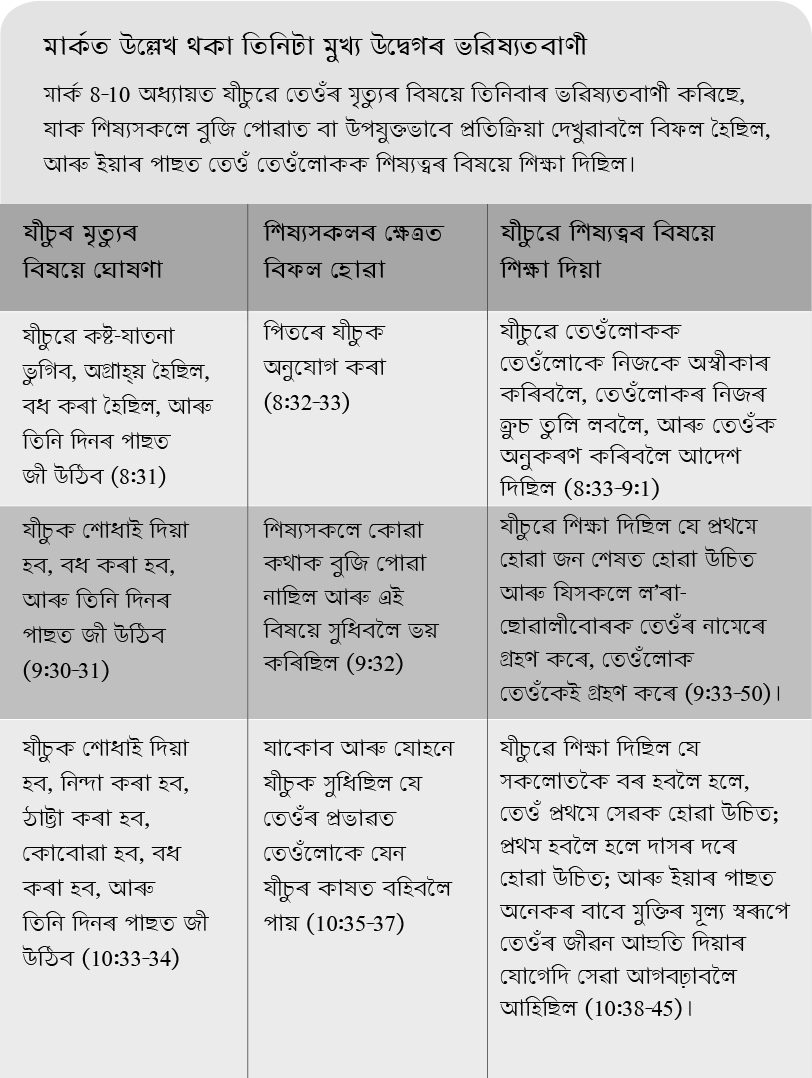 মাৰ্কত উল্লেখ থকা তিনিটা মুখ্য উদ্বেগৰ ভৱিষ্যতবাণী
মাৰ্ক 8-10 অধ্যায়ত যীচুৱে তেওঁৰ মৃত্যুৰ বিষয়ে তিনিবাৰ ভৱিষ্যতবাণী কৰিছে,
যাক শিষ্যসকলে বুজি পোৱাত বা উপযুক্তভাবে প্ৰতিক্ৰিয়া দেখুৱাবলৈ বিফল হৈছিল,
আৰু ইয়াৰ পাছত তেওঁ তেওঁলোকক শিষ্যত্বৰ বিষয়ে শিক্ষা দিছিল।
যীচুৰ মৃত্যুৰ
বিষয়ে ঘোষণা
শিষ্যসকলৰ ক্ষেত্ৰত
বিফল হোৱা
যীচুৱে শিষ্যত্বৰ বিষয়ে
শিক্ষা দিয়া
যীচুৱে কষ্ট-যাতনা
ভুগিব, অগ্ৰাহ্য় হৈছিল,
বধ কৰা হৈছিল, আৰু
তিনি দিনৰ পাছত
জী উঠিব (8:31)
পিতৰে যীচুক
অনুযোগ কৰা
(8:32-33)
যীচুৱে তেওঁলোকক
তেওঁলোকে নিজকে অস্বীকাৰ
কৰিবলৈ, তেওঁলোকৰ নিজৰ
ক্ৰুচ তুলি লবলৈ, আৰু তেওঁক
অনুকৰণ কৰিবলৈ আদেশ
দিছিল (8:33-9:1)
যীচুক শোধাই দিয়া
হব, বধ কৰা হব,
আৰু তিনি দিনৰ
পাছত জী উঠিব
(9:30-31)
শিষ্যসকলে কোৱা
কথাক বুজি পোৱা
নাছিল আৰু এই
বিষয়ে সুধিবলৈ ভয়
কৰিছিল (9:32)
যীচুৱে শিক্ষা দিছিল যে প্ৰথমে
হোৱা জন শেষত হোৱা উচিত
আৰু যিসকলে ল’ৰা-
ছোৱালীবোৰক তেওঁৰ নামেৰে
গ্ৰহণ কৰে, তেওঁলোক
তেওঁকেই গ্ৰহণ কৰে (9:33-50)।
যীচুক শোধাই দিয়া
হব, নিন্দা কৰা হব,
ঠাট্টা কৰা হব,
কোবোৱা হব, বধ
কৰা হব, আৰু
তিনি দিনৰ পাছত জী
উঠিব (10:33-34)
যাকোব আৰু যোহনে
যীচুক সুধিছিল যে
তেওঁৰ প্ৰভাৱত
তেওঁলোকে যেন
যীচুৰ কাষত বহিবলৈ
পায় (10:35-37)
যীচুৱে শিক্ষা দিছিল যে
সকলোতকৈ বৰ হবলৈ হলে,
তেওঁ প্ৰথমে সেৱক হোৱা উচিত;
প্ৰথম হবলৈ হলে দাসৰ দৰে
হোৱা উচিত; আৰু ইয়াৰ পাছত
অনেকৰ বাবে মুক্তিৰ মূল্য স্বৰূপে
তেওঁৰ জীৱন আহুতি দিয়াৰ
যোগেদি সেৱা আগবঢ়াবলৈ
আহিছিল (10:38-45)।